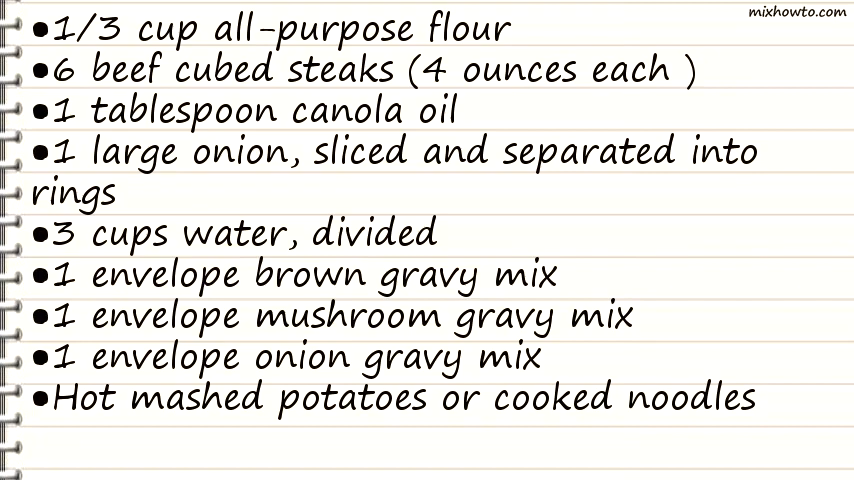 mixhowto.com
•1/3 cup all-purpose flour
•6 beef cubed steaks (4 ounces each )
•1 tablespoon canola oil
•1 large onion, sliced and separated into
rings
•3 cups water, divided
•1 envelope brown gravy mix
•1 envelope mushroom gravy mix
•1 envelope onion gravy mix
•Hot mashed potatoes or cooked noodles